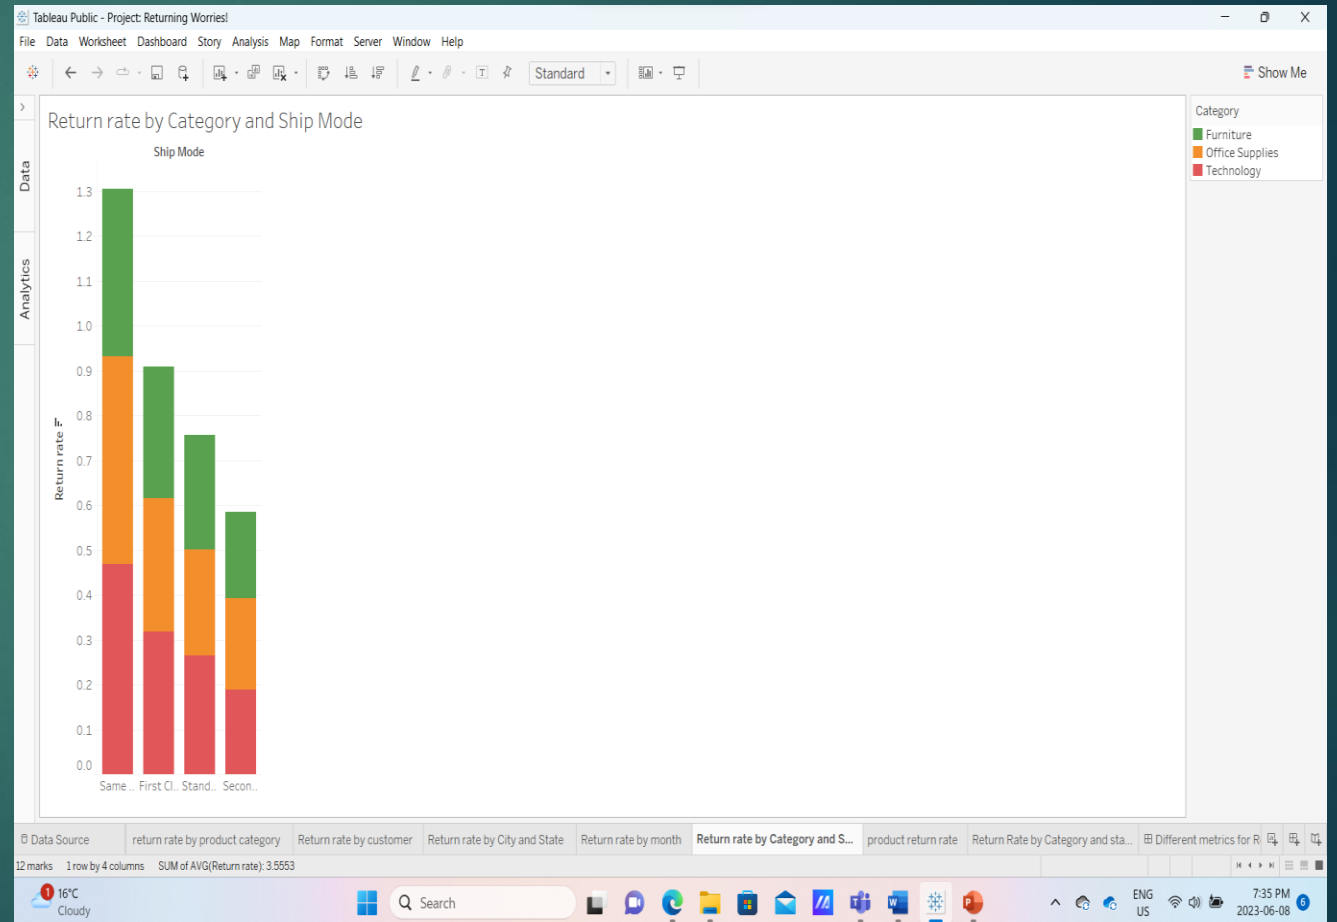 Tableau Public - Project: Returning Worries!
File Data Worksheet Dashboard Story Analysis Map Format Server Window Help
Standard
Show Me
Data
Analytics
Return rate by Category and Ship Mode
Ship Mode
Return rate
1.3
1.2
1.1
1.0
0.9
0.8
0.7
0.6
0.5
0.4
0.3
0.2
0.1
0.0
Same .. First Cl.. Stand.. Secon..
Category
Furniture
Office Supplies
Technology
Data Source return rate by product category Return rate by customer Return rate by City and State Return rate by month Return rate by Category and S... product return rate Return Rate by Category and sta... Different metrics for R
12 marks 1 row by 4 columns SUM of AVG(Return rate): 3.5553
1 16°C
Cloudy
Search
ENG
US
7:35 PM
2023-06-08
6